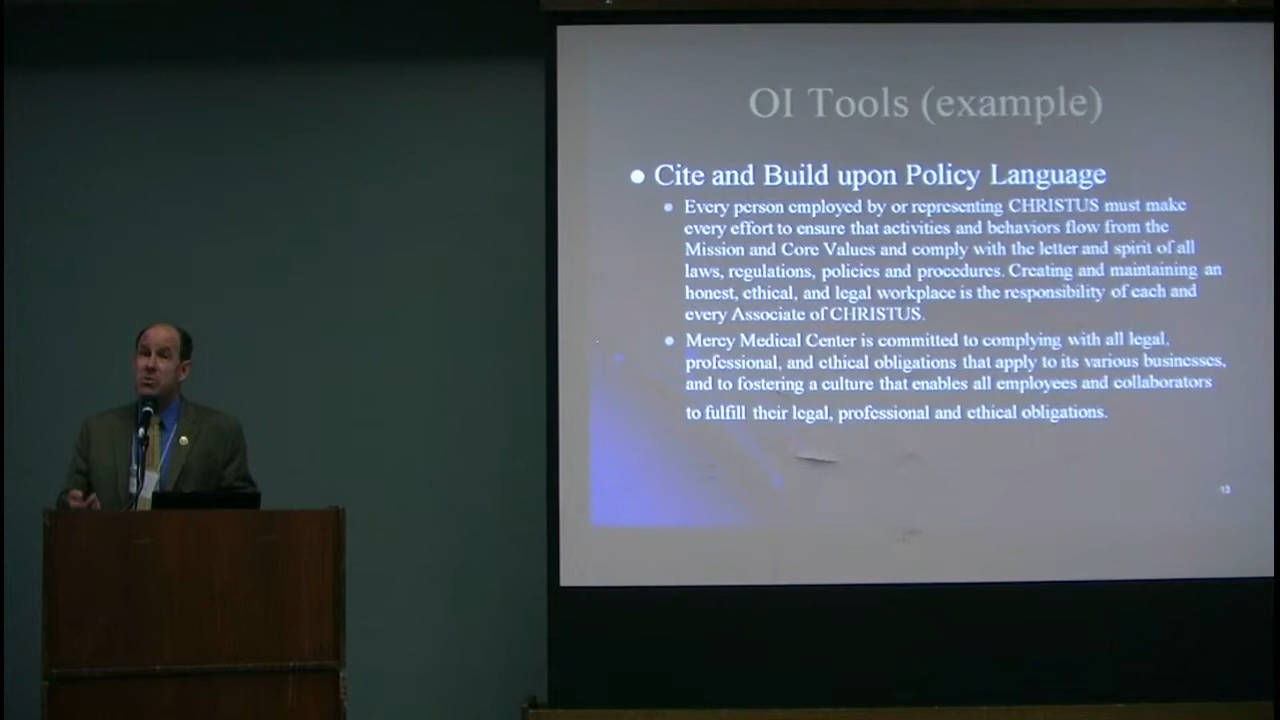 OI Tools (example)
Cite and Build upon Policy Language
Every person employed by or representing CHRISTUS must make
every effort to ensure that activities and behaviors flow from the
Mission and Core Values and comply with the letter and spirit of all
laws, regulations, policies and procedures. Creating and maintaining an
honest, ethical, and legal workplace is the responsibility of each and
every Associate of CHRISTUS.
Mercy Medical Center is committed to complying with all legal,
professional, and ethical obligations that apply to its various businesses,
and to fostering a culture that enables all employees and collaborators
to fulfill their legal, professional and ethical obligations.